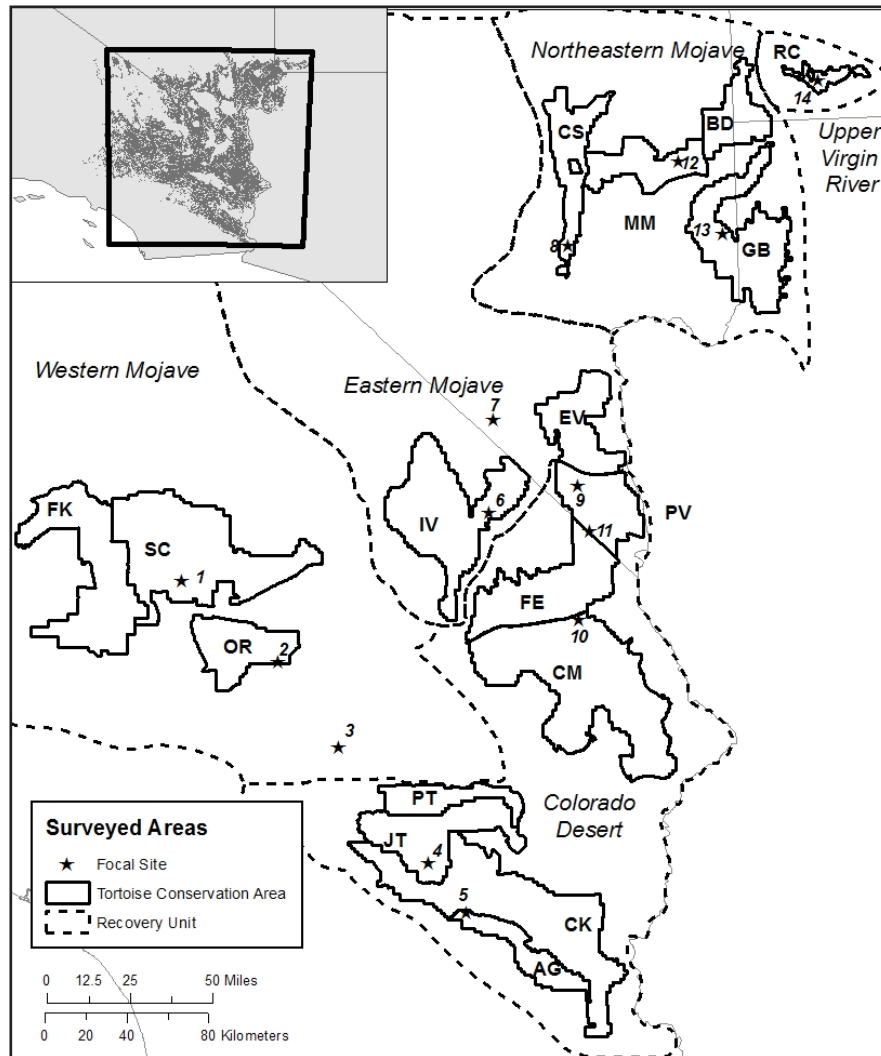 Northeastern Mojave
RC
14
CS
BD
12
Upper
Virgin
River
MM
8
13
GB
Western Mojave
Eastern Mojave
7
EV
FK
SC
1
IV
6
9
11
PV
OR
2
FE
10
CM
3
PT
JT
4
Colorado
Desert
5
CK
AG
Surveyed Areas
Focal Site
Tortoise Conservation Area
Recovery Unit
0 12.5 25 50 Miles
0 20 40 80 Kilometers